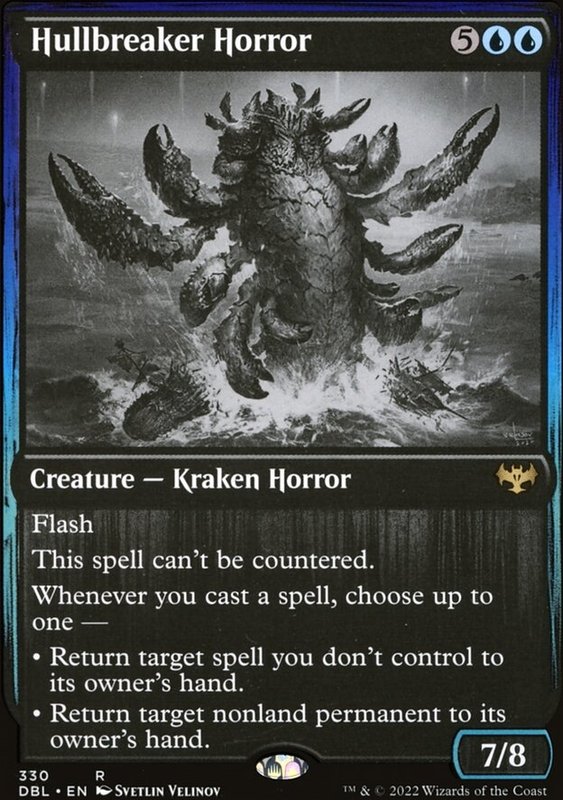 Hullbreaker Horror 5
Creature — Kraken Horror
Flash
This spell can't be countered.
Whenever you cast a spell, choose up to
one —
• Return target spell you don't control to
its owner's hand.
• Return target nonland permanent to its
owner's hand.
7/8
330 R
DBL • EN Svetlin Velinov
™ & © 2022 Wizards of the Coast